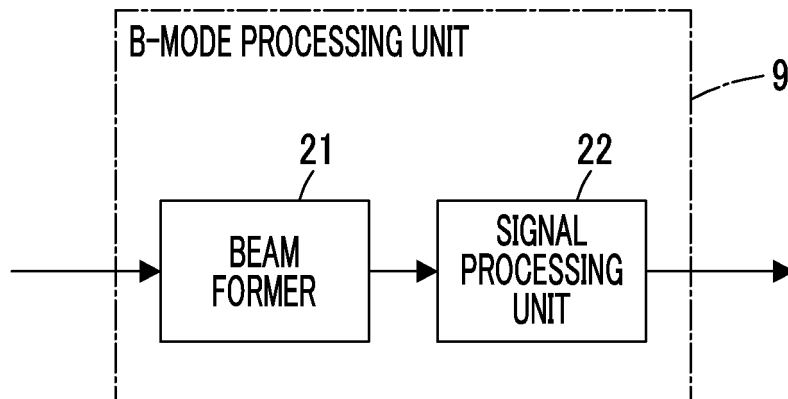 B-MODE PROCESSING UNIT
9
21
22
BEAM
FORMER
SIGNAL
PROCESSING
UNIT